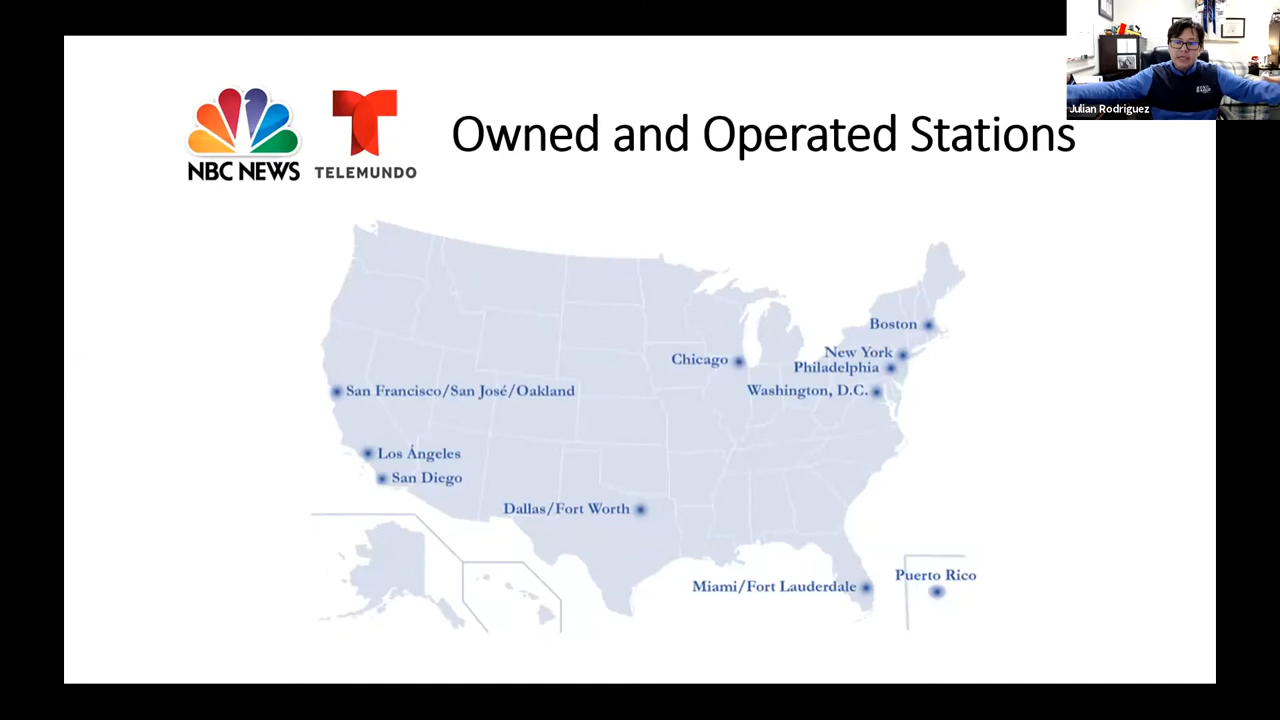 Julian Rodriguez
NBC NEWS
TELEMUNDO
Owned and Operated Stations
Boston
New York
Chicago
Philadelphia
Washington, D.C.
San Francisco/San José/Oakland
Los Ángeles
San Diego
Dallas/Fort Worth
Miami/Fort Lauderdale
Puerto Rico